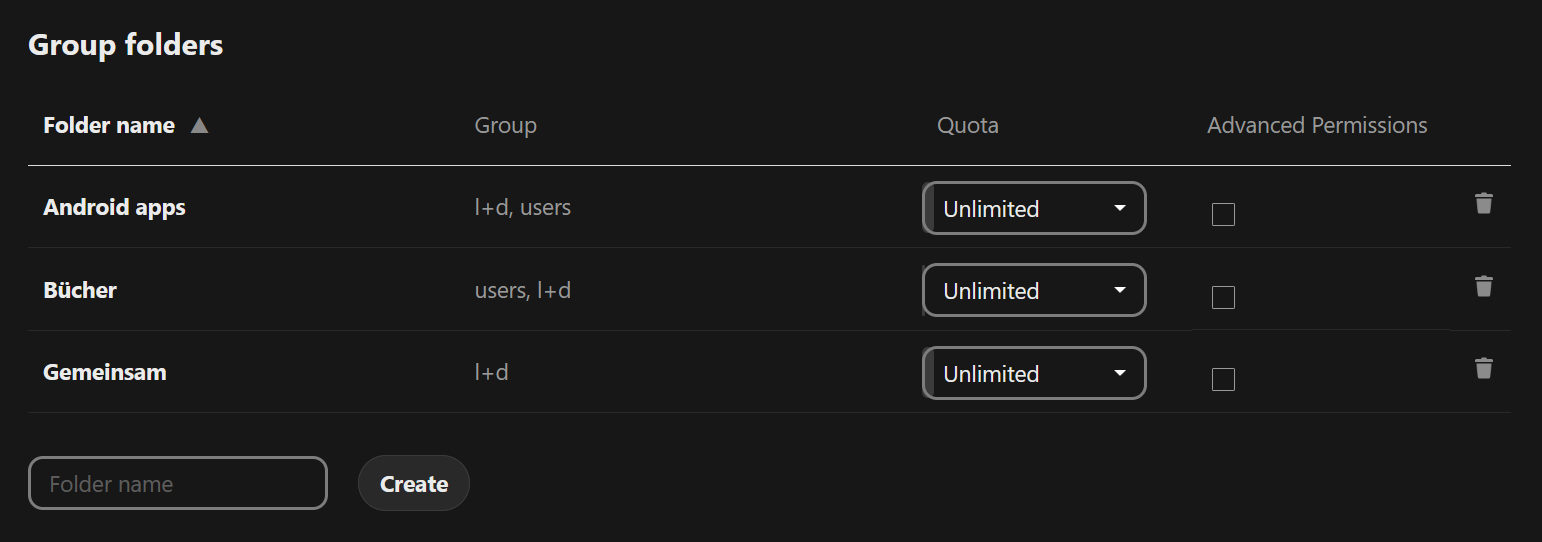 Group folders
Folder name ▲ Group Quota Advanced Permissions
Android apps l+d, users Unlimited
Bücher users, l+d Unlimited
Gemeinsam l+d Unlimited
Folder name Create